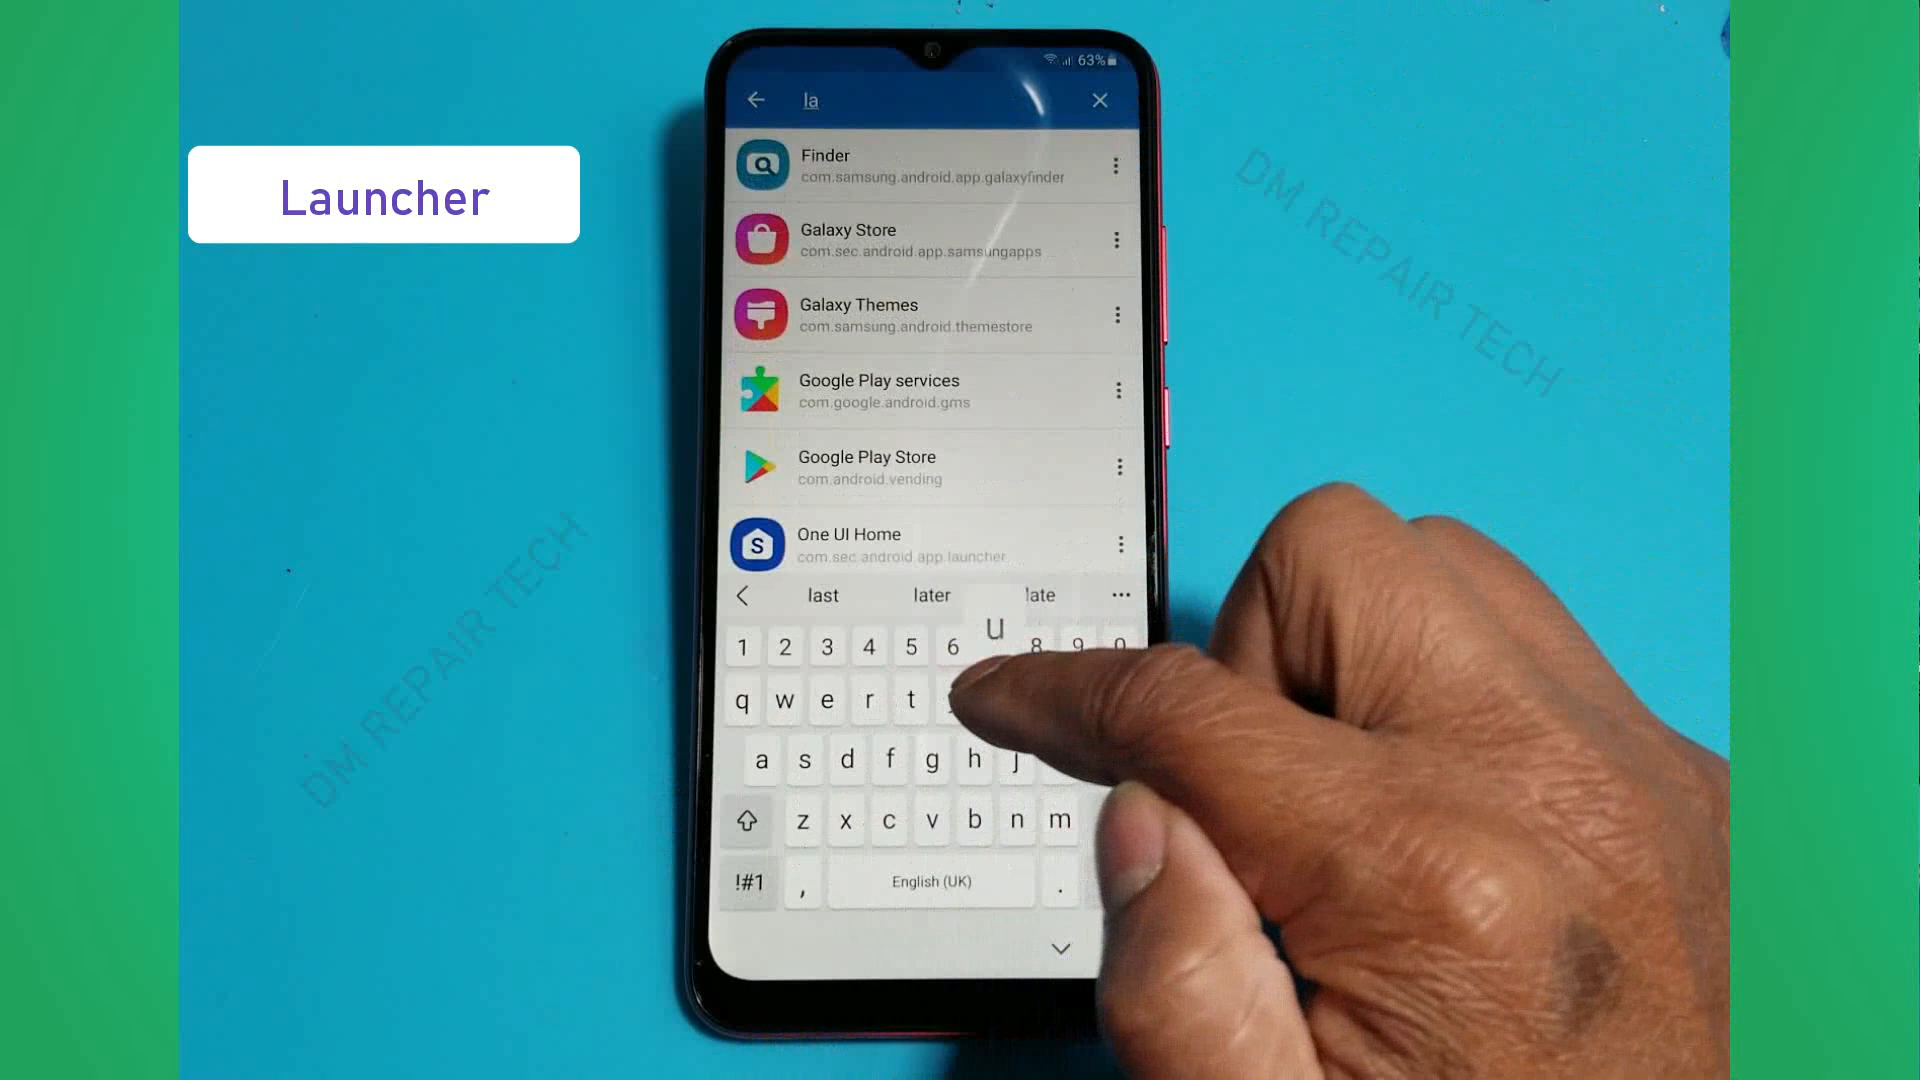 63%
la
Launcher
Finder
com.samsung.android.app.galaxyfinder
Galaxy Store
com.sec.android.app.samsungapps
Galaxy Themes
com.samsung.android.themestore
Google Play services
com.google.android.gms
Google Play Store
com.android.vending
One UI Home
com.sec.android.app.launcher
S
last later late
u
1 2 3 4 5 6 8 9 0
q w e r t
a s d f g h j
z x c v b n m
!#1 , English (UK) .
DM REPAIR TECH
DM REPAIR TECH